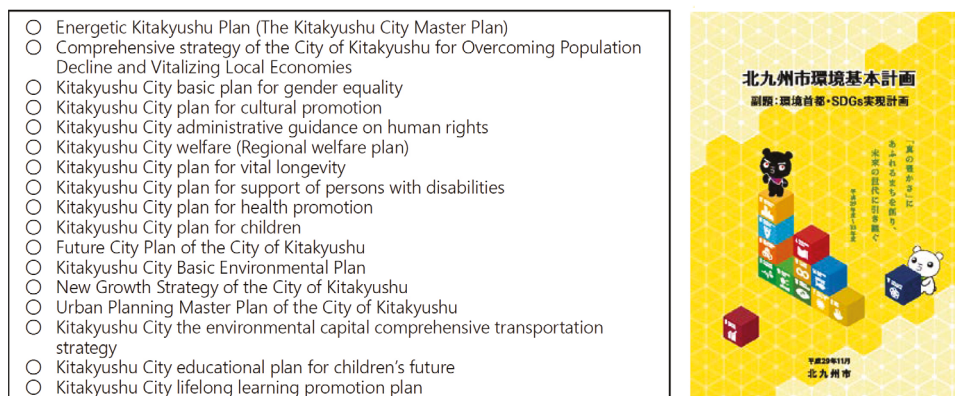 ○ Energetic Kitakyushu Plan (The Kitakyushu City Master Plan)
○ Comprehensive strategy of the City of Kitakyushu for Overcoming Population
Decline and Vitalizing Local Economies
○ Kitakyushu City basic plan for gender equality
○ Kitakyushu City plan for cultural promotion
○ Kitakyushu City administrative guidance on human rights
○ Kitakyushu City welfare (Regional welfare plan)
○ Kitakyushu City plan for vital longevity
○ Kitakyushu City plan for support of persons with disabilities
○ Kitakyushu City plan for health promotion
○ Kitakyushu City plan for children
○ Future City Plan of the City of Kitakyushu
○ Kitakyushu City Basic Environmental Plan
○ New Growth Strategy of the City of Kitakyushu
○ Urban Planning Master Plan of the City of Kitakyushu
○ Kitakyushu City the environmental capital comprehensive transportation
strategy
○ Kitakyushu City educational plan for children’s future
○ Kitakyushu City lifelong learning promotion plan
北九州市環境基本計画
副題：環境首都・SDGs実現計画
「真の豊かさ」に
あふれるまちを創り、
未来の世代に引き継ぐ
平成29年11月
北九州市